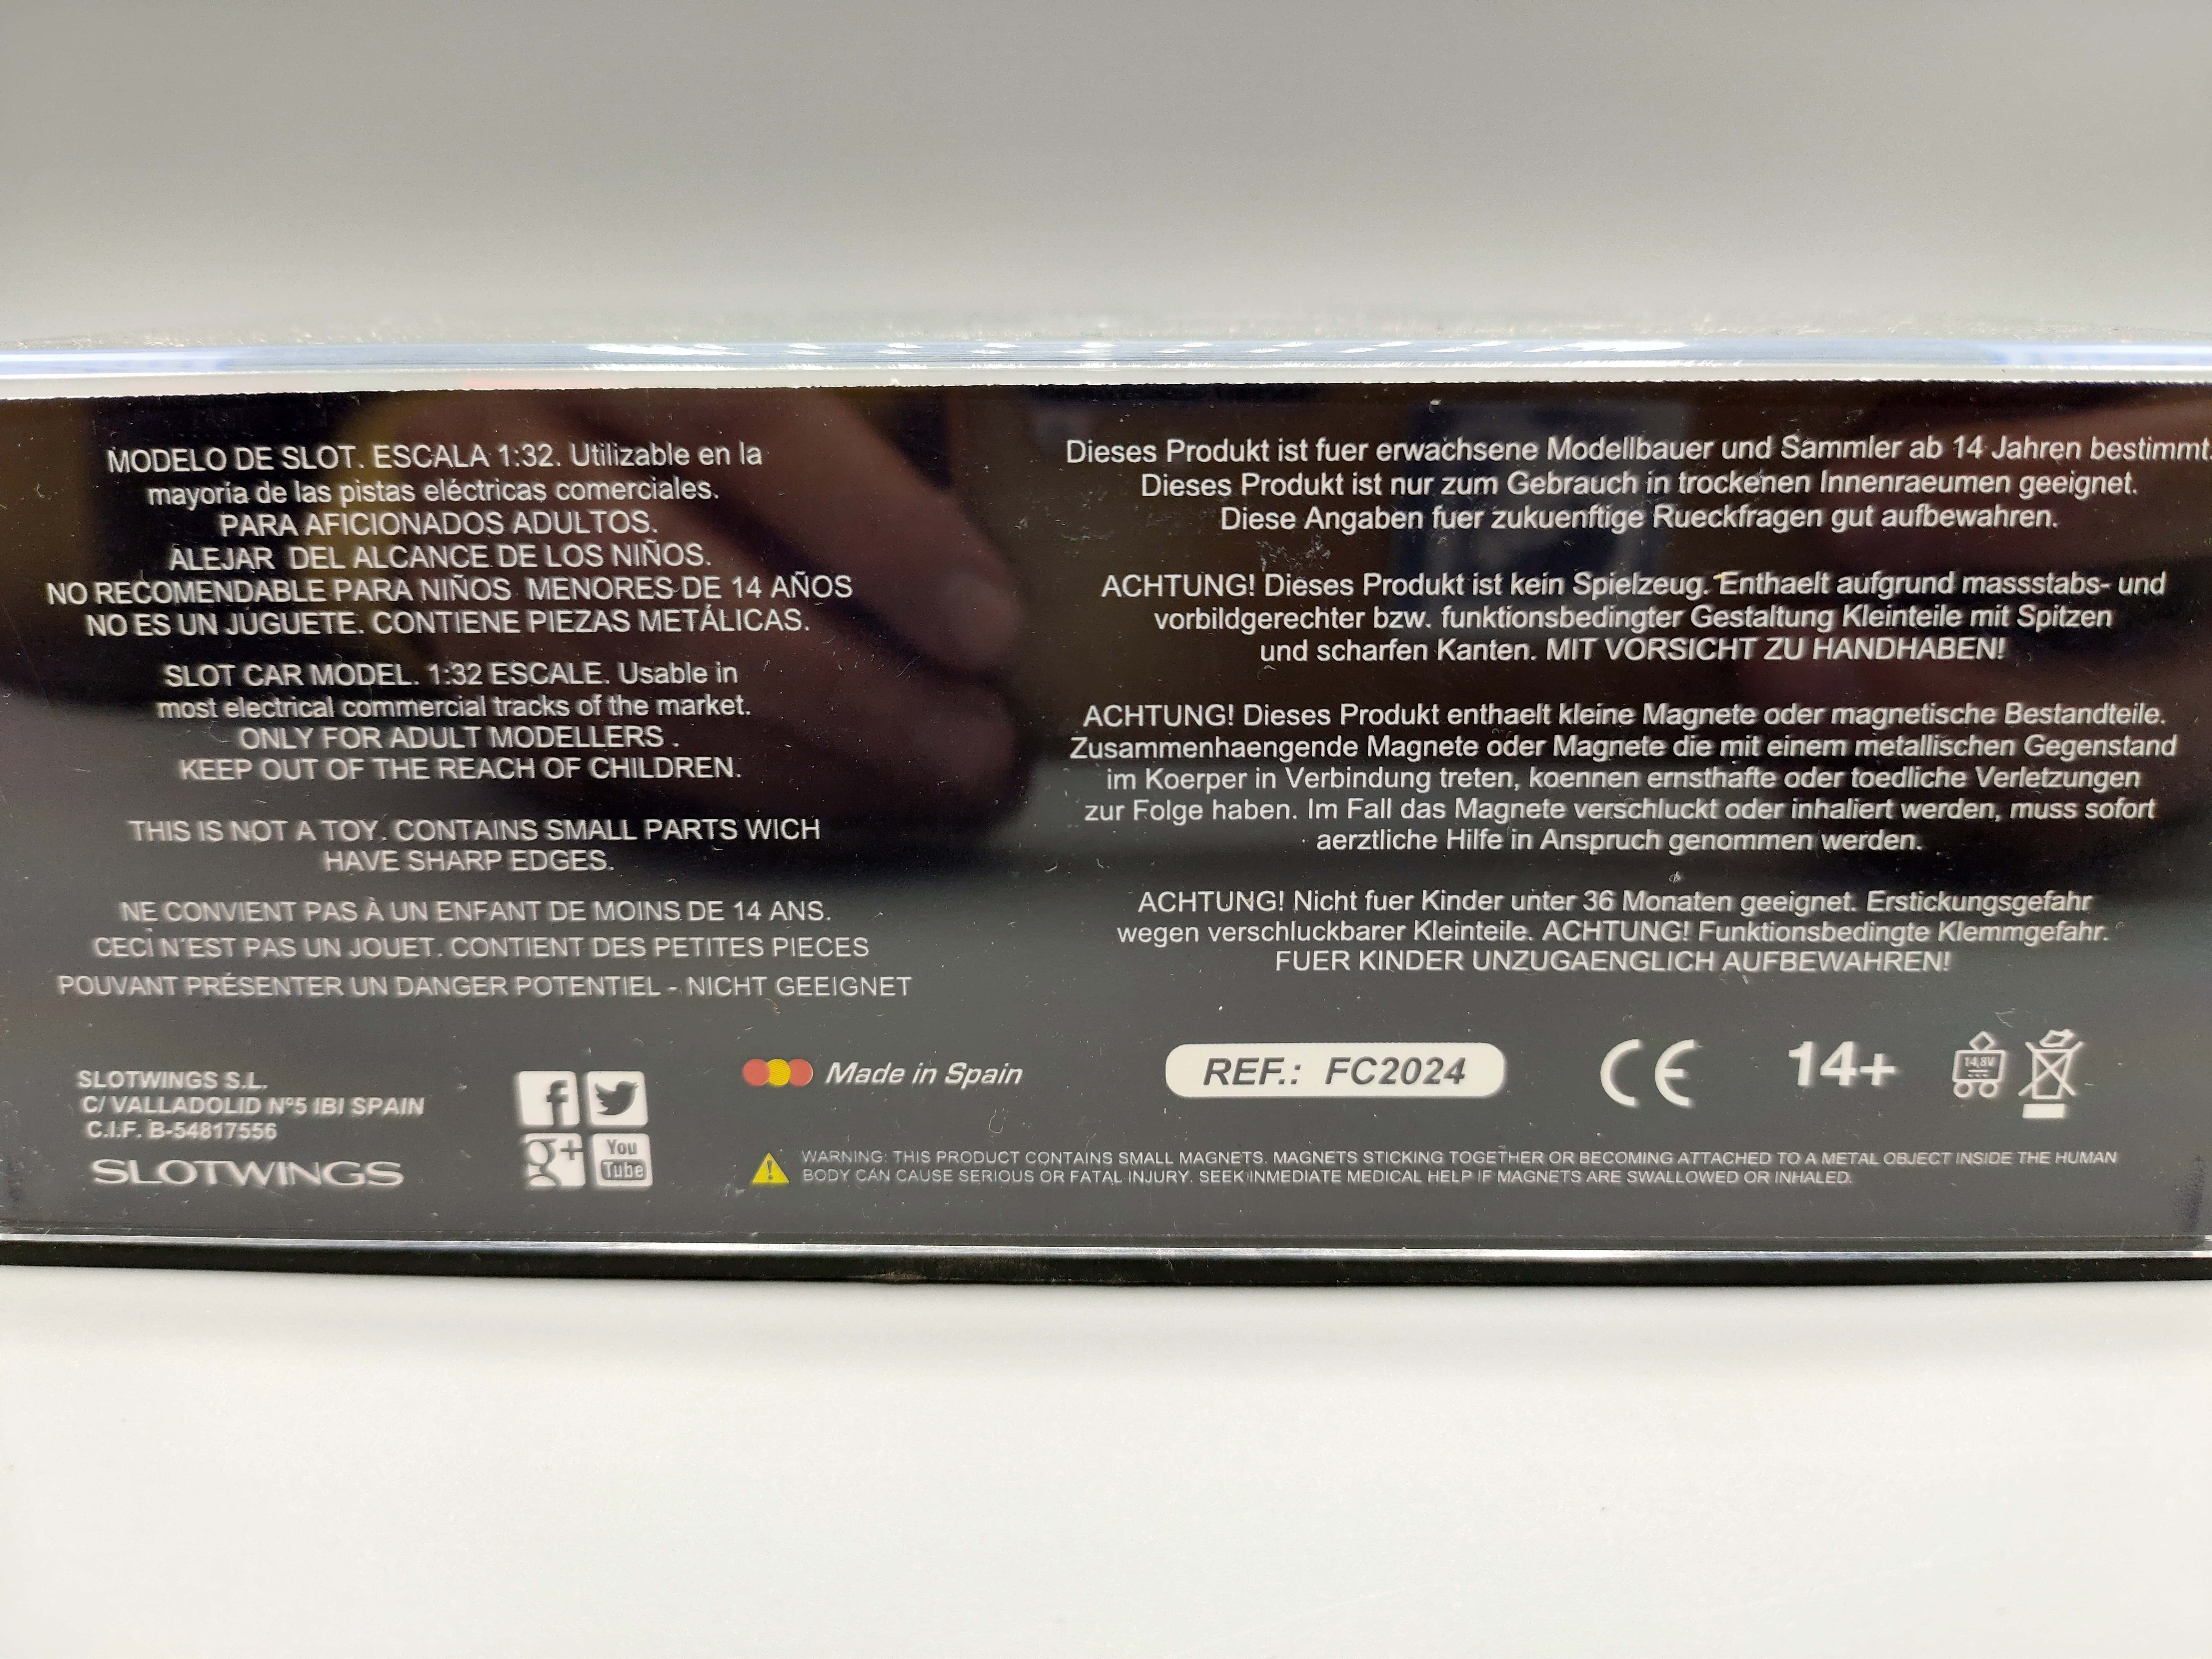 MODELO DE SLOT. ESCALA 1:32. Utilizable en la
mayoría de las pistas eléctricas comerciales.
PARA AFICIONADOS ADULTOS.
ALEJAR DEL ALCANCE DE LOS NIÑOS.
NO RECOMENDABLE PARA NIÑOS MENORES DE 14 AÑOS
NO ES UN JUGUETE. CONTIENE PIEZAS METÁLICAS.
SLOT CAR MODEL. 1:32 ESCALE. Usable in
most electrical commercial tracks of the market.
ONLY FOR ADULT MODELLERS .
KEEP OUT OF THE REACH OF CHILDREN.
THIS IS NOT A TOY. CONTAINS SMALL PARTS WICH
HAVE SHARP EDGES.
NE CONVIENT PAS À UN ENFANT DE MOINS DE 14 ANS.
CECI N'EST PAS UN JOUET. CONTIENT DES PETITES PIECES
POUVANT PRÉSENTER UN DANGER POTENTIEL - NICHT GEEIGNET
Dieses Produkt ist fuer erwachsene Modellbauer und Sammler ab 14 Jahren bestimmt.
Dieses Produkt ist nur zum Gebrauch in trockenen Innenraeumen geeignet.
Diese Angaben fuer zukuenftige Rueckfragen gut aufbewahren.
ACHTUNG! Dieses Produkt ist kein Spielzeug. Enthaelt aufgrund massstabs- und
vorbildgerechter bzw. funktionsbedingter Gestaltung Kleinteile mit Spitzen
und scharfen Kanten. MIT VORSICHT ZU HANDHABEN!
ACHTUNG! Dieses Produkt enthaelt kleine Magnete oder magnetische Bestandteile.
Zusammenhaengende Magnete oder Magnete die mit einem metallischen Gegenstand
im Koerper in Verbindung treten, koennen ernsthafte oder toedliche Verletzungen
zur Folge haben. Im Fall das Magnete verschluckt oder inhaliert werden, muss sofort
aerztliche Hilfe in Anspruch genommen werden.
ACHTUNG! Nicht fuer Kinder unter 36 Monaten geeignet. Erstickungsgefahr
wegen verschluckbarer Kleinteile. ACHTUNG! Funktionsbedingte Klemmgefahr.
FUER KINDER UNZUGAENGLICH AUFBEWAHREN!
SLOTWINGS S.L.
C/ VALLADOLID Nº5 IBI SPAIN
C.I.F. B-54817556
SLOTWINGS
f
g+
You
Tube
Made in Spain
REF.: FC2024
CE
14+
14,8V
WARNING: THIS PRODUCT CONTAINS SMALL MAGNETS. MAGNETS STICKING TOGETHER OR BECOMING ATTACHED TO A METAL OBJECT INSIDE THE HUMAN
BODY CAN CAUSE SERIOUS OR FATAL INJURY. SEEK INMEDIATE MEDICAL HELP IF MAGNETS ARE SWALLOWED OR INHALED.